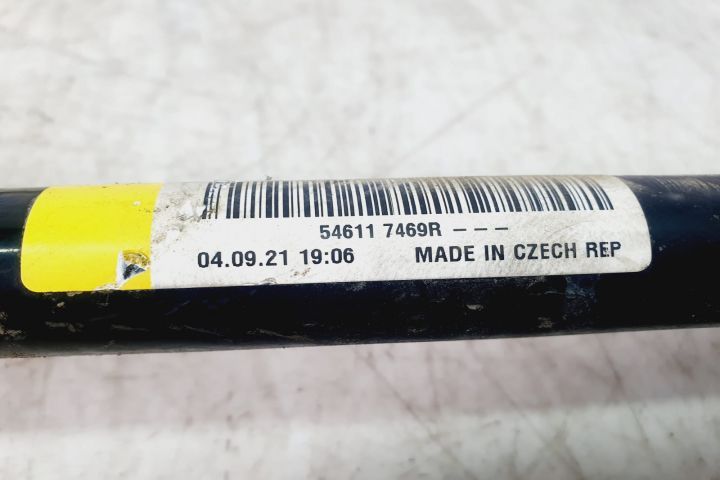 54611 7469R ---
04.09.21 19:06 MADE IN CZECH REP